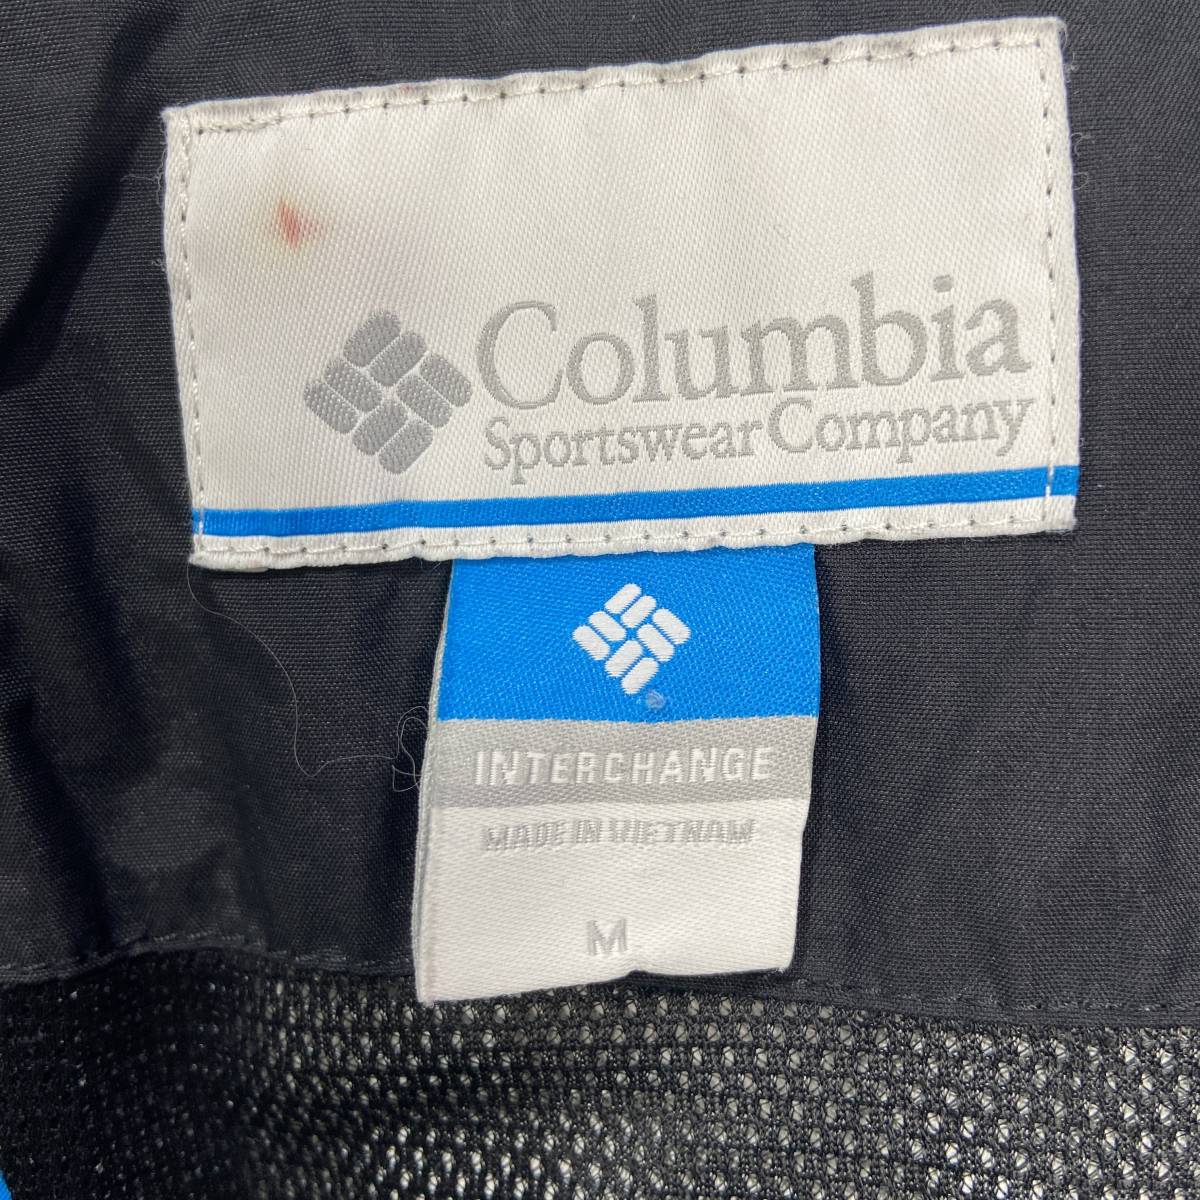 Columbia
Sportswear Company
INTERCHANGE
MADE IN VIETNAM
M